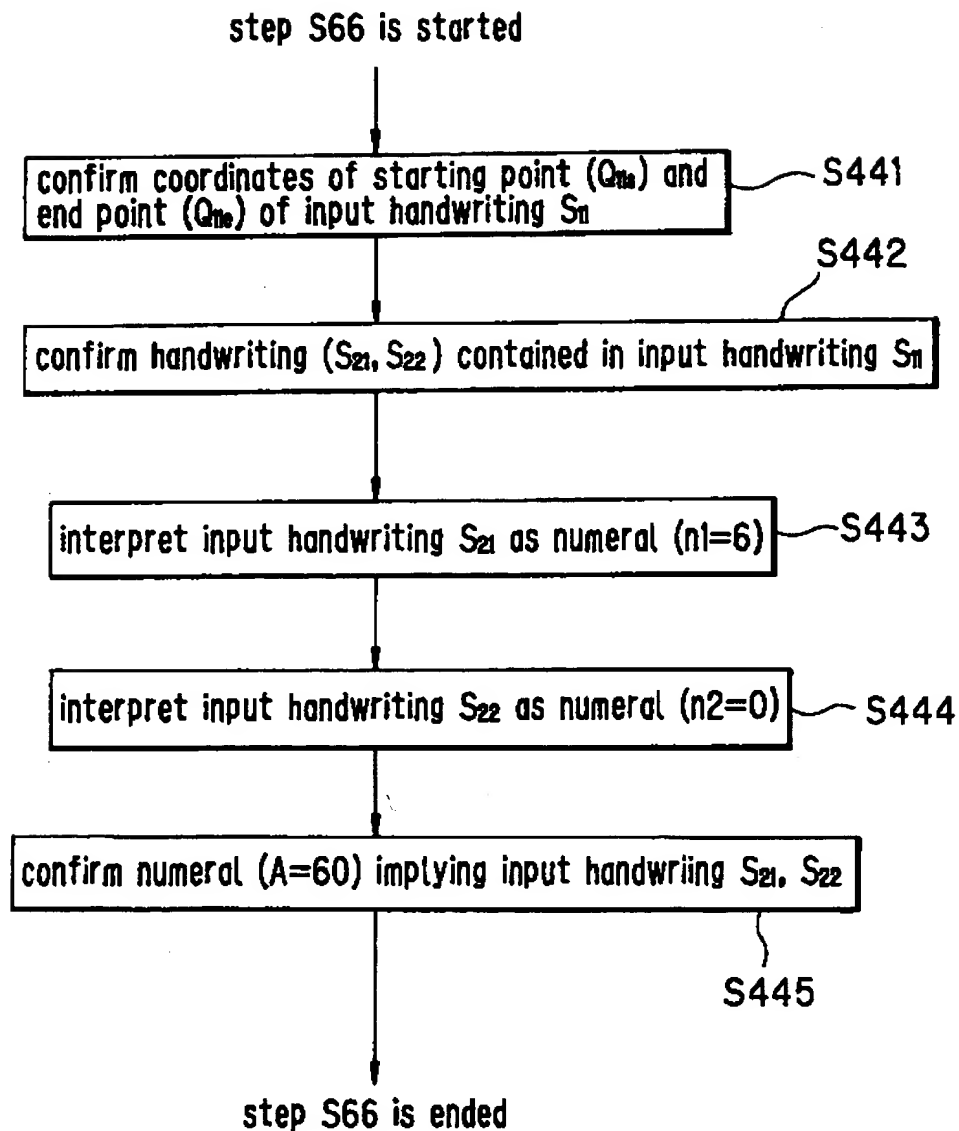 step S66 is started
confirm coordinates of starting point (Q11s) and
S441
end point (Q11e) of input handwriting S11
S442
confirm handwriting (S21, S22) contained in input handwriting S11
interpret input handwriting S21 as numeral (n1=6)
S443
interpret input handwriting S22 as numeral (n2=0)
S444
confirm numeral (A=60) implying input handwriing S21, S22
S445
step S66 is ended